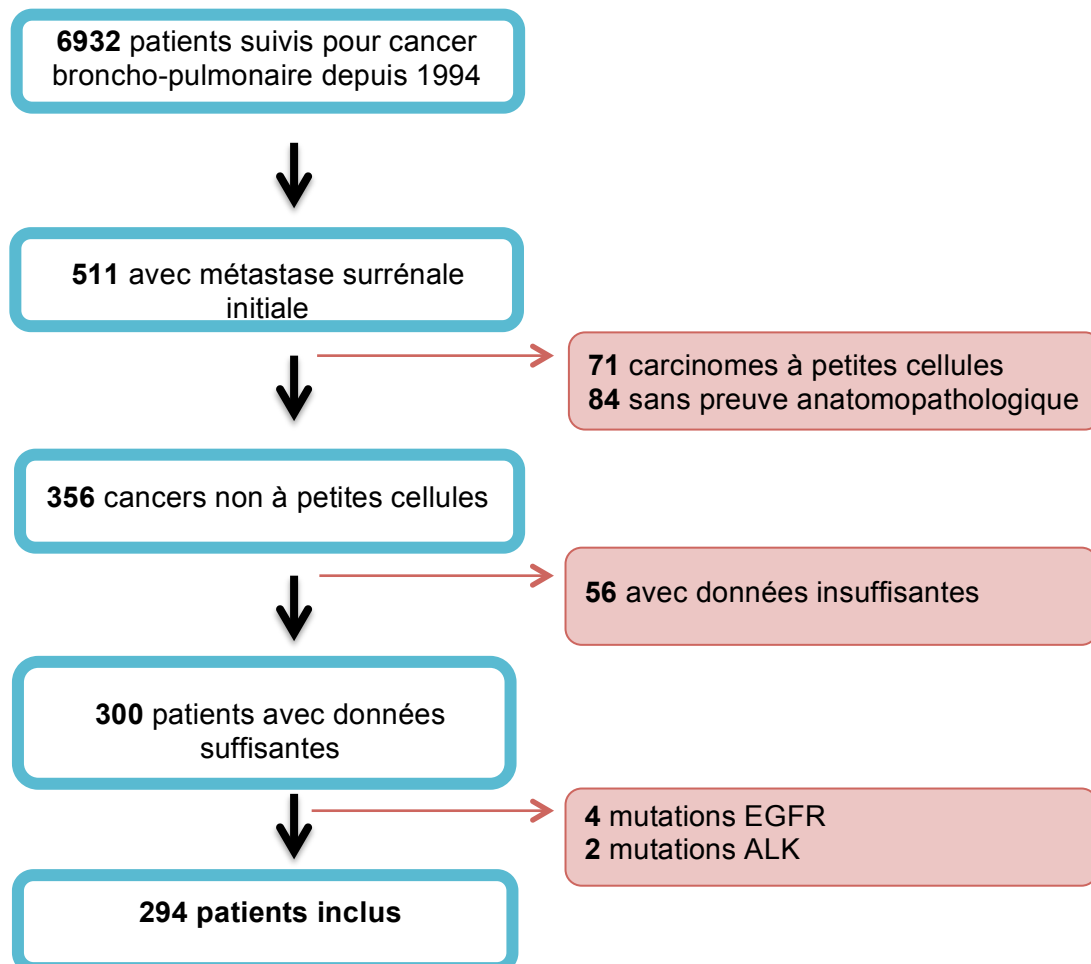 6932 patients suivis pour cancer
broncho-pulmonaire depuis 1994
511 avec métastase surrénale
initiale
71 carcinomes à petites cellules
84 sans preuve anatomopathologique
356 cancers non à petites cellules
56 avec données insuffisantes
300 patients avec données
suffisantes
4 mutations EGFR
2 mutations ALK
294 patients inclus